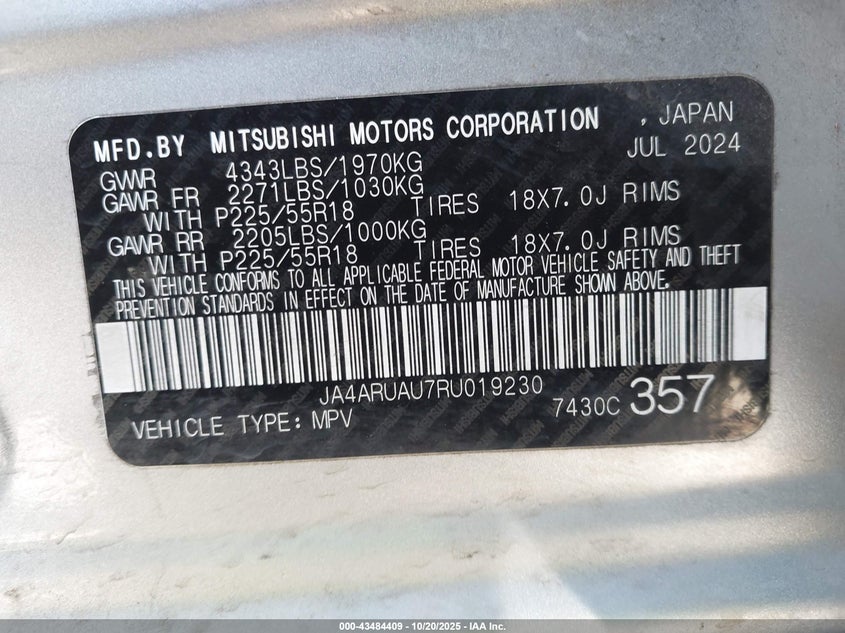 MFD.BY MITSUBISHI MOTORS CORPORATION , JAPAN
JUL 2024
GVWR 4343LBS/1970KG
GAWR FR 2271LBS/1030KG
WITH P225/55R18 TIRES 18X7.0J RIMS
GAWR RR 2205LBS/1000KG
WITH P225/55R18 TIRES 18X7.0J RIMS
THIS VEHICLE CONFORMS TO ALL APPLICABLE FEDERAL MOTOR VEHICLE SAFETY AND THEFT
PREVENTION STANDARDS IN EFFECT ON THE DATE OF MANUFACTURE SHOWN ABOVE.
JA4ARUAU7RU019230
VEHICLE TYPE: MPV 7430C 357
000-43484409 - 10/20/2025 - IAA Inc.